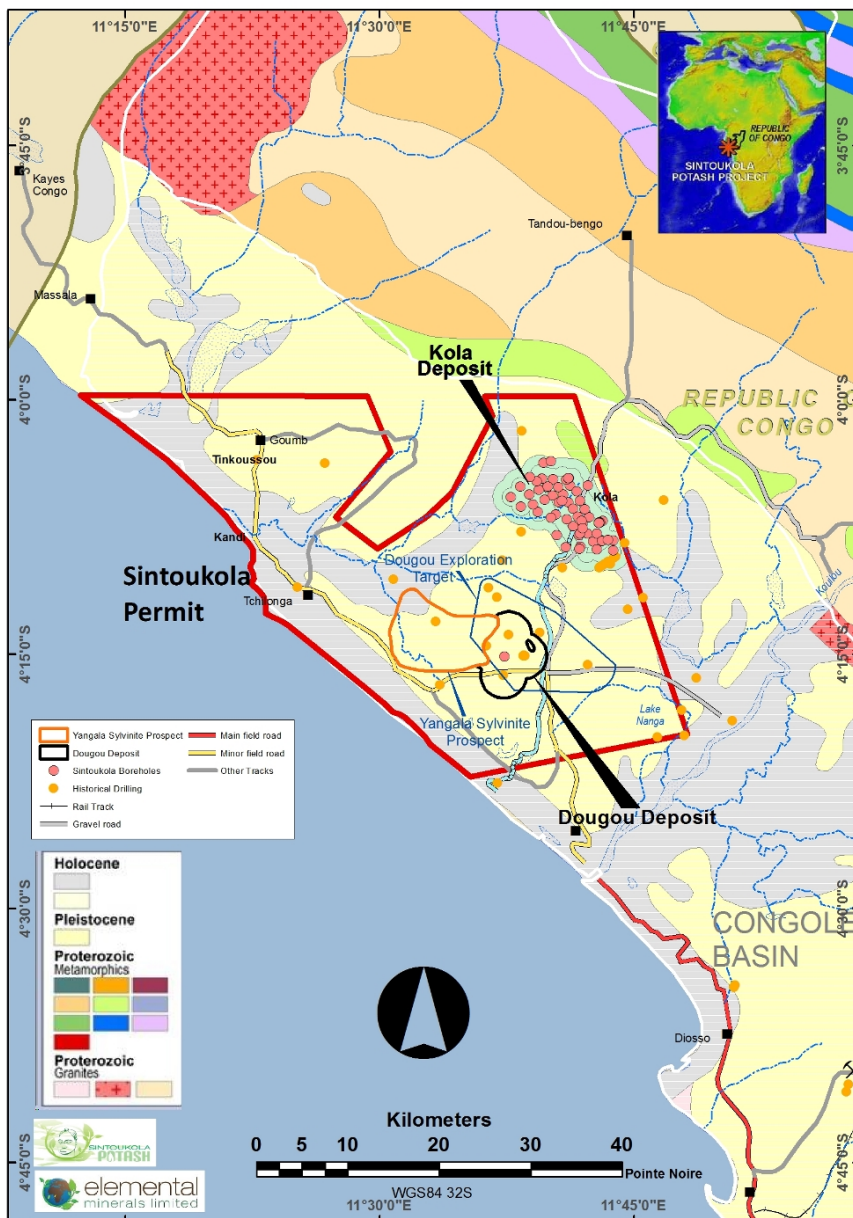 11°15'0"E
11°30'0"E
11°45'0"E
3°45'0"S
3°45'0"S
REPUBLIC
OF CONGO
SINTOUKOLA
POTASH PROJECT
Kayes
Congo
Tandou-bengo
Massala
Kola
Deposit
4°0'0"S
4°0'0"S
REPUBLIC
CONGO
Goumb
Tinkoussou
Kola
Kandi
Dougou Exploration
Target
Kouilou
Sintoukola
Permit
Tchilonga
4°15'0"S
4°15'0"S
Lake
Nanga
Yangala Sylvinite
Prospect
Yangala Sylvinite Prospect
Main field road
Dougou Deposit
Minor field road
Sintoukola Boreholes
Other Tracks
Historical Drilling
Rail Track
Gravel road
Dougou Deposit
Holocene
Pleistocene
Proterozoic
Metamorphics
Proterozoic
Granites
4°30'0"S
4°30'0"S
CONGOL
BASIN
Diosso
Kilometers
0 5 10 20 30 40
WGS84 32S
Pointe Noire
SINTOUKOLA
POTASH
elemental
minerals limited
4°45'0"S
4°45'0"S
11°30'0"E
11°45'0"E